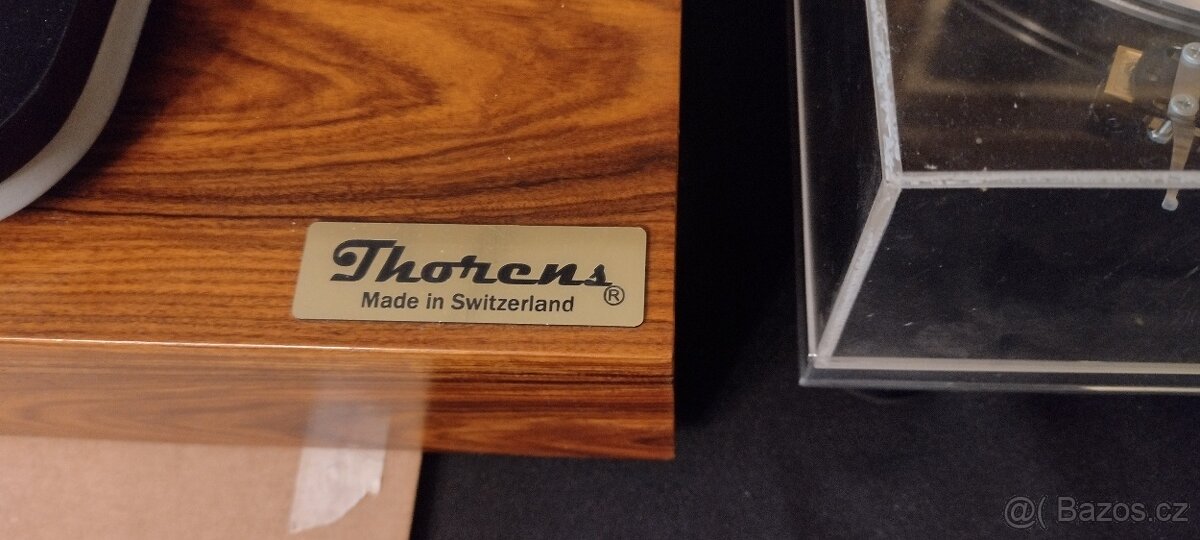 Thorens®
Made in Switzerland
@( Bazos.cz